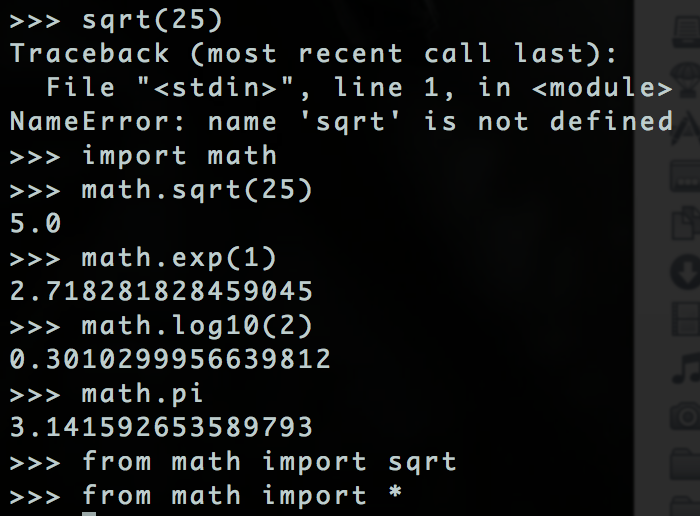 >>> sqrt(25)
Traceback (most recent call last):
  File "<stdin>", line 1, in <module>
NameError: name 'sqrt' is not defined
>>> import math
>>> math.sqrt(25)
5.0
>>> math.exp(1)
2.718281828459045
>>> math.log10(2)
0.3010299956639812
>>> math.pi
3.141592653589793
>>> from math import sqrt
>>> from math import *